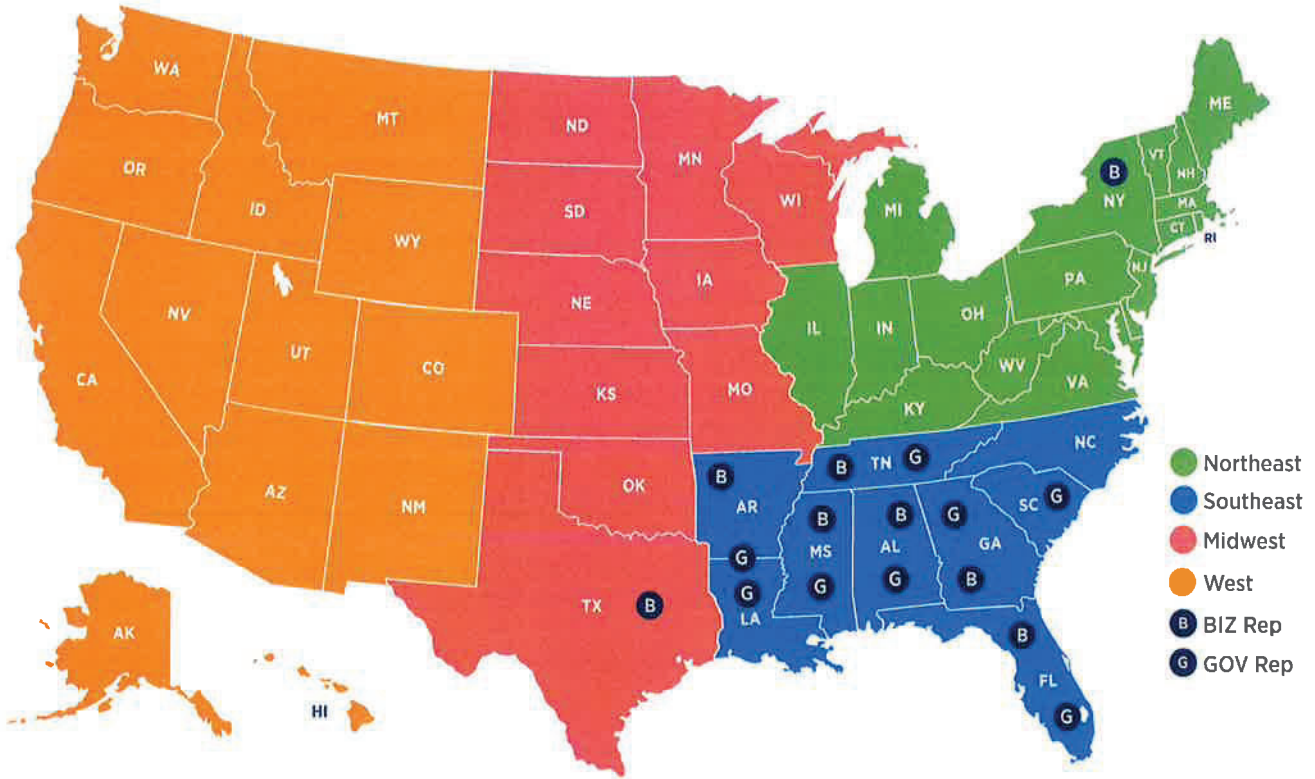 WA
MT
ND
MN
ME
OR
ID
SD
WI
MI
B
VT
NH
NY
MA
CT
RI
WY
NE
IA
PA
NJ
NV
UT
CO
IL
IN
OH
WV
VA
CA
KS
MO
KY
NC
AZ
NM
OK
B
AR
B
TN
G
SC
G
B
MS
B
AL
G
GA
G
G
LA
G
G
B
TX
B
B
FL
G
AK
HI
Northeast
Southeast
Midwest
West
B BIZ Rep
G GOV Rep